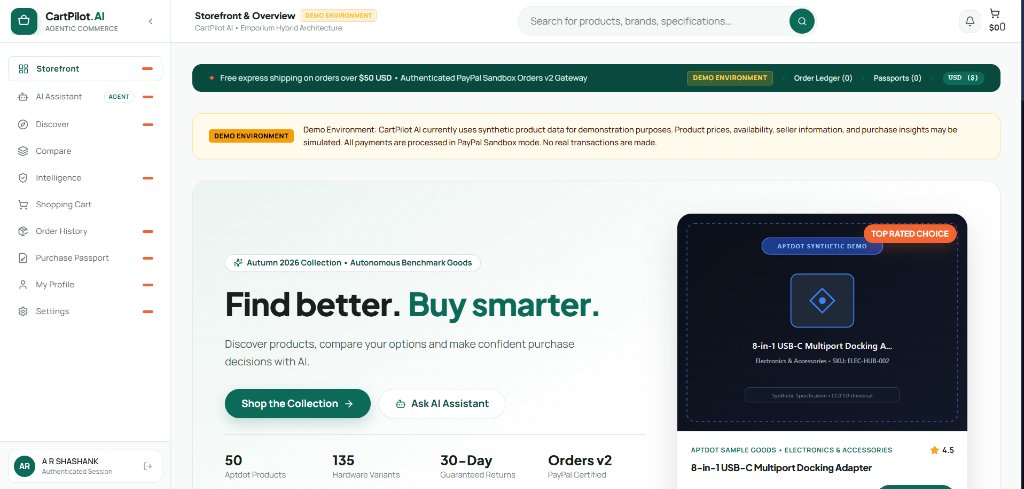 CartPilot.AI
AGENTIC COMMERCE
Storefront
AI Assistant AGENT
Discover
Compare
Intelligence
Shopping Cart
Order History
Purchase Passport
My Profile
Settings
AR
A R SHASHANK
Authenticated Session
Storefront & Overview DEMO ENVIRONMENT
CartPilot AI • Emporium Hybrid Architecture
Search for products, brands, specifications...
$00
Free express shipping on orders over $50 USD • Authenticated PayPal Sandbox Orders v2 Gateway
DEMO ENVIRONMENT Order Ledger (0) Passports (0) USD ($)
DEMO ENVIRONMENT
Demo Environment: CartPilot AI currently uses synthetic product data for demonstration purposes. Product prices, availability, seller information, and purchase insights may be
simulated. All payments are processed in PayPal Sandbox mode. No real transactions are made.
Autumn 2026 Collection • Autonomous Benchmark Goods
Find better. Buy smarter.
Discover products, compare your options and make confident purchase
decisions with AI.
Shop the Collection →
Ask AI Assistant
50
Aptdot Products
135
Hardware Variants
30-Day
Guaranteed Returns
Orders v2
PayPal Certified
TOP RATED CHOICE
APTDOT SYNTHETIC DEMO
8-in-1 USB-C Multiport Docking A...
Electronics & Accessories • SKU: ELEC-HUB-002
Synthetic Specification • CC0 1.0 Universal
APTDOT SAMPLE GOODS • ELECTRONICS & ACCESSORIES
4.5
8-in-1 USB-C Multiport Docking Adapter